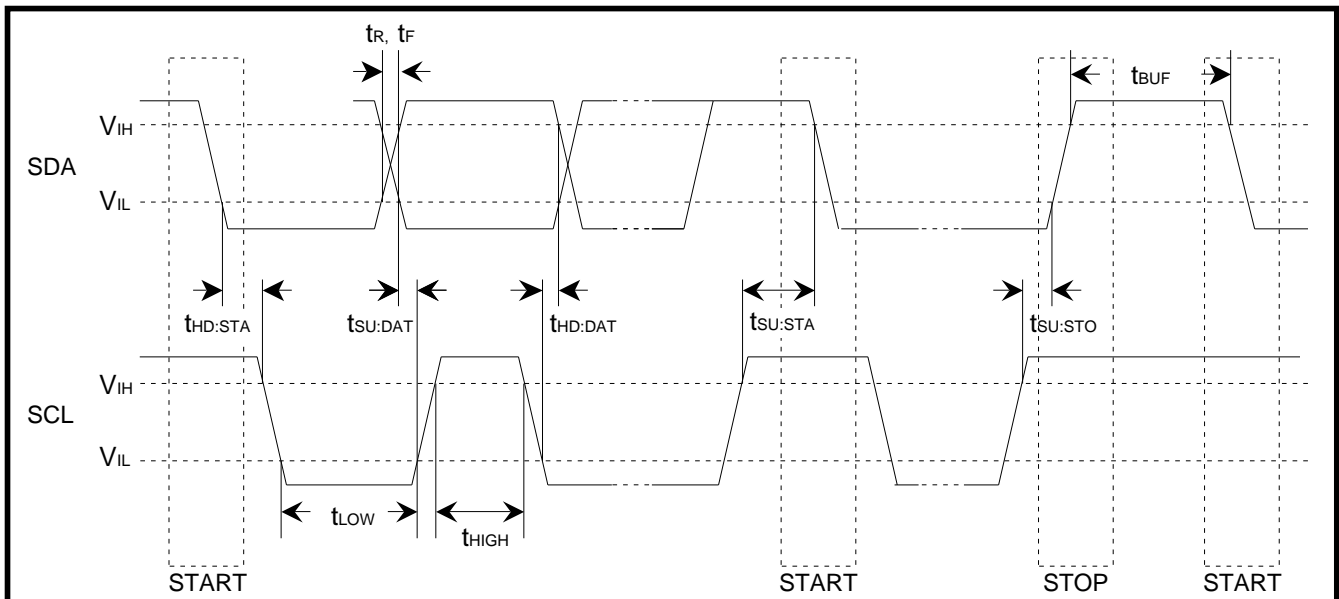 tR, tF
tBUF
VIH
SDA
VIL
tHD:STA
tSU:DAT
tHD:DAT
tSU:STA
tSU:STO
VIH
SCL
VIL
tLOW
tHIGH
START
START
STOP
START